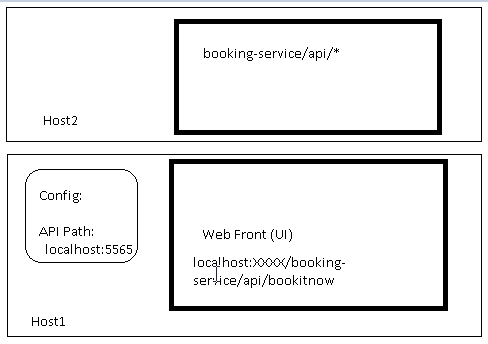 booking-service/api/*
Host2
Config:
API Path:
localhost:5565
Web Front (UI)
localhost:XXXX/booking-
service/api/bookitnow
Host1